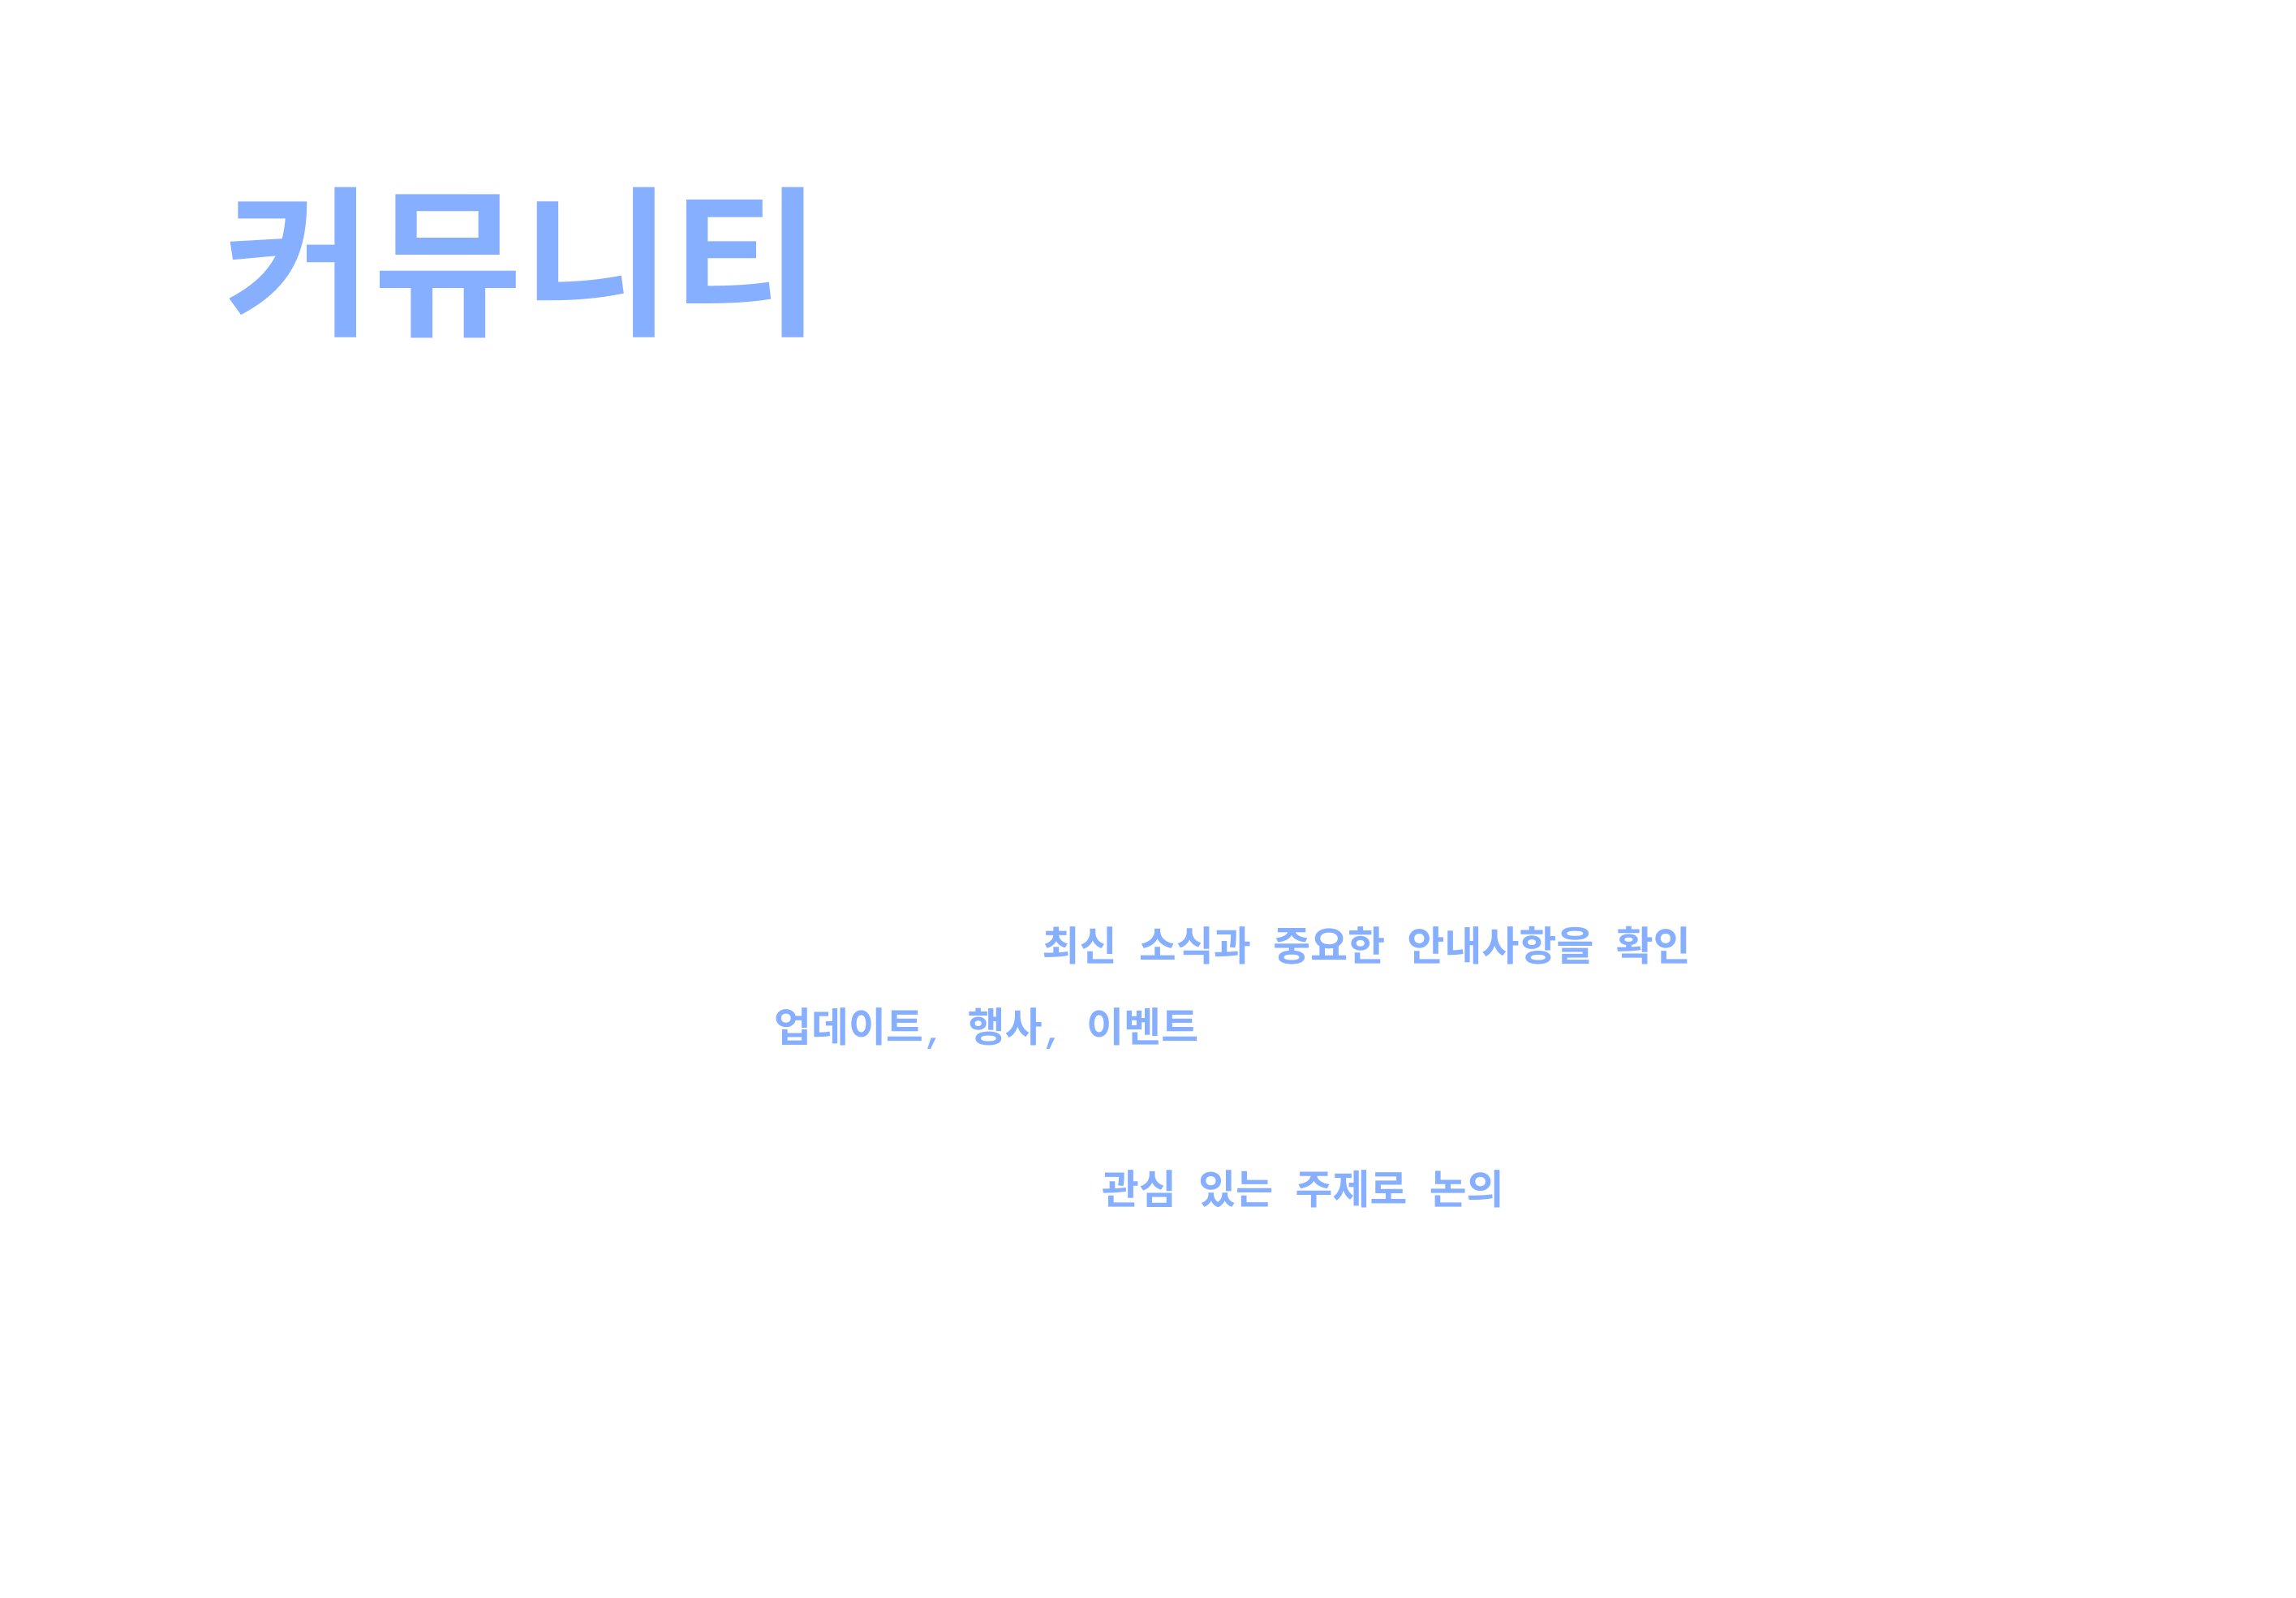 커뮤니티
최신 소식과 중요한 안내사항을 확인
업데이트, 행사, 이벤트
관심 있는 주제로 논의